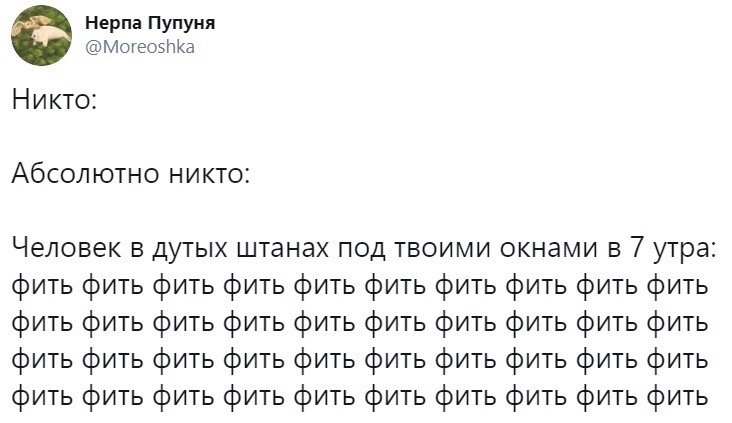 Нерпа Пупуня
@Moreoshka
Никто:
Абсолютно никто:
Человек в дутых штанах под твоими окнами в 7 утра:
фить фить фить фить фить фить фить фить фить фить
фить фить фить фить фить фить фить фить фить фить
фить фить фить фить фить фить фить фить фить фить
фить фить фить фить фить фить фить фить фить фить